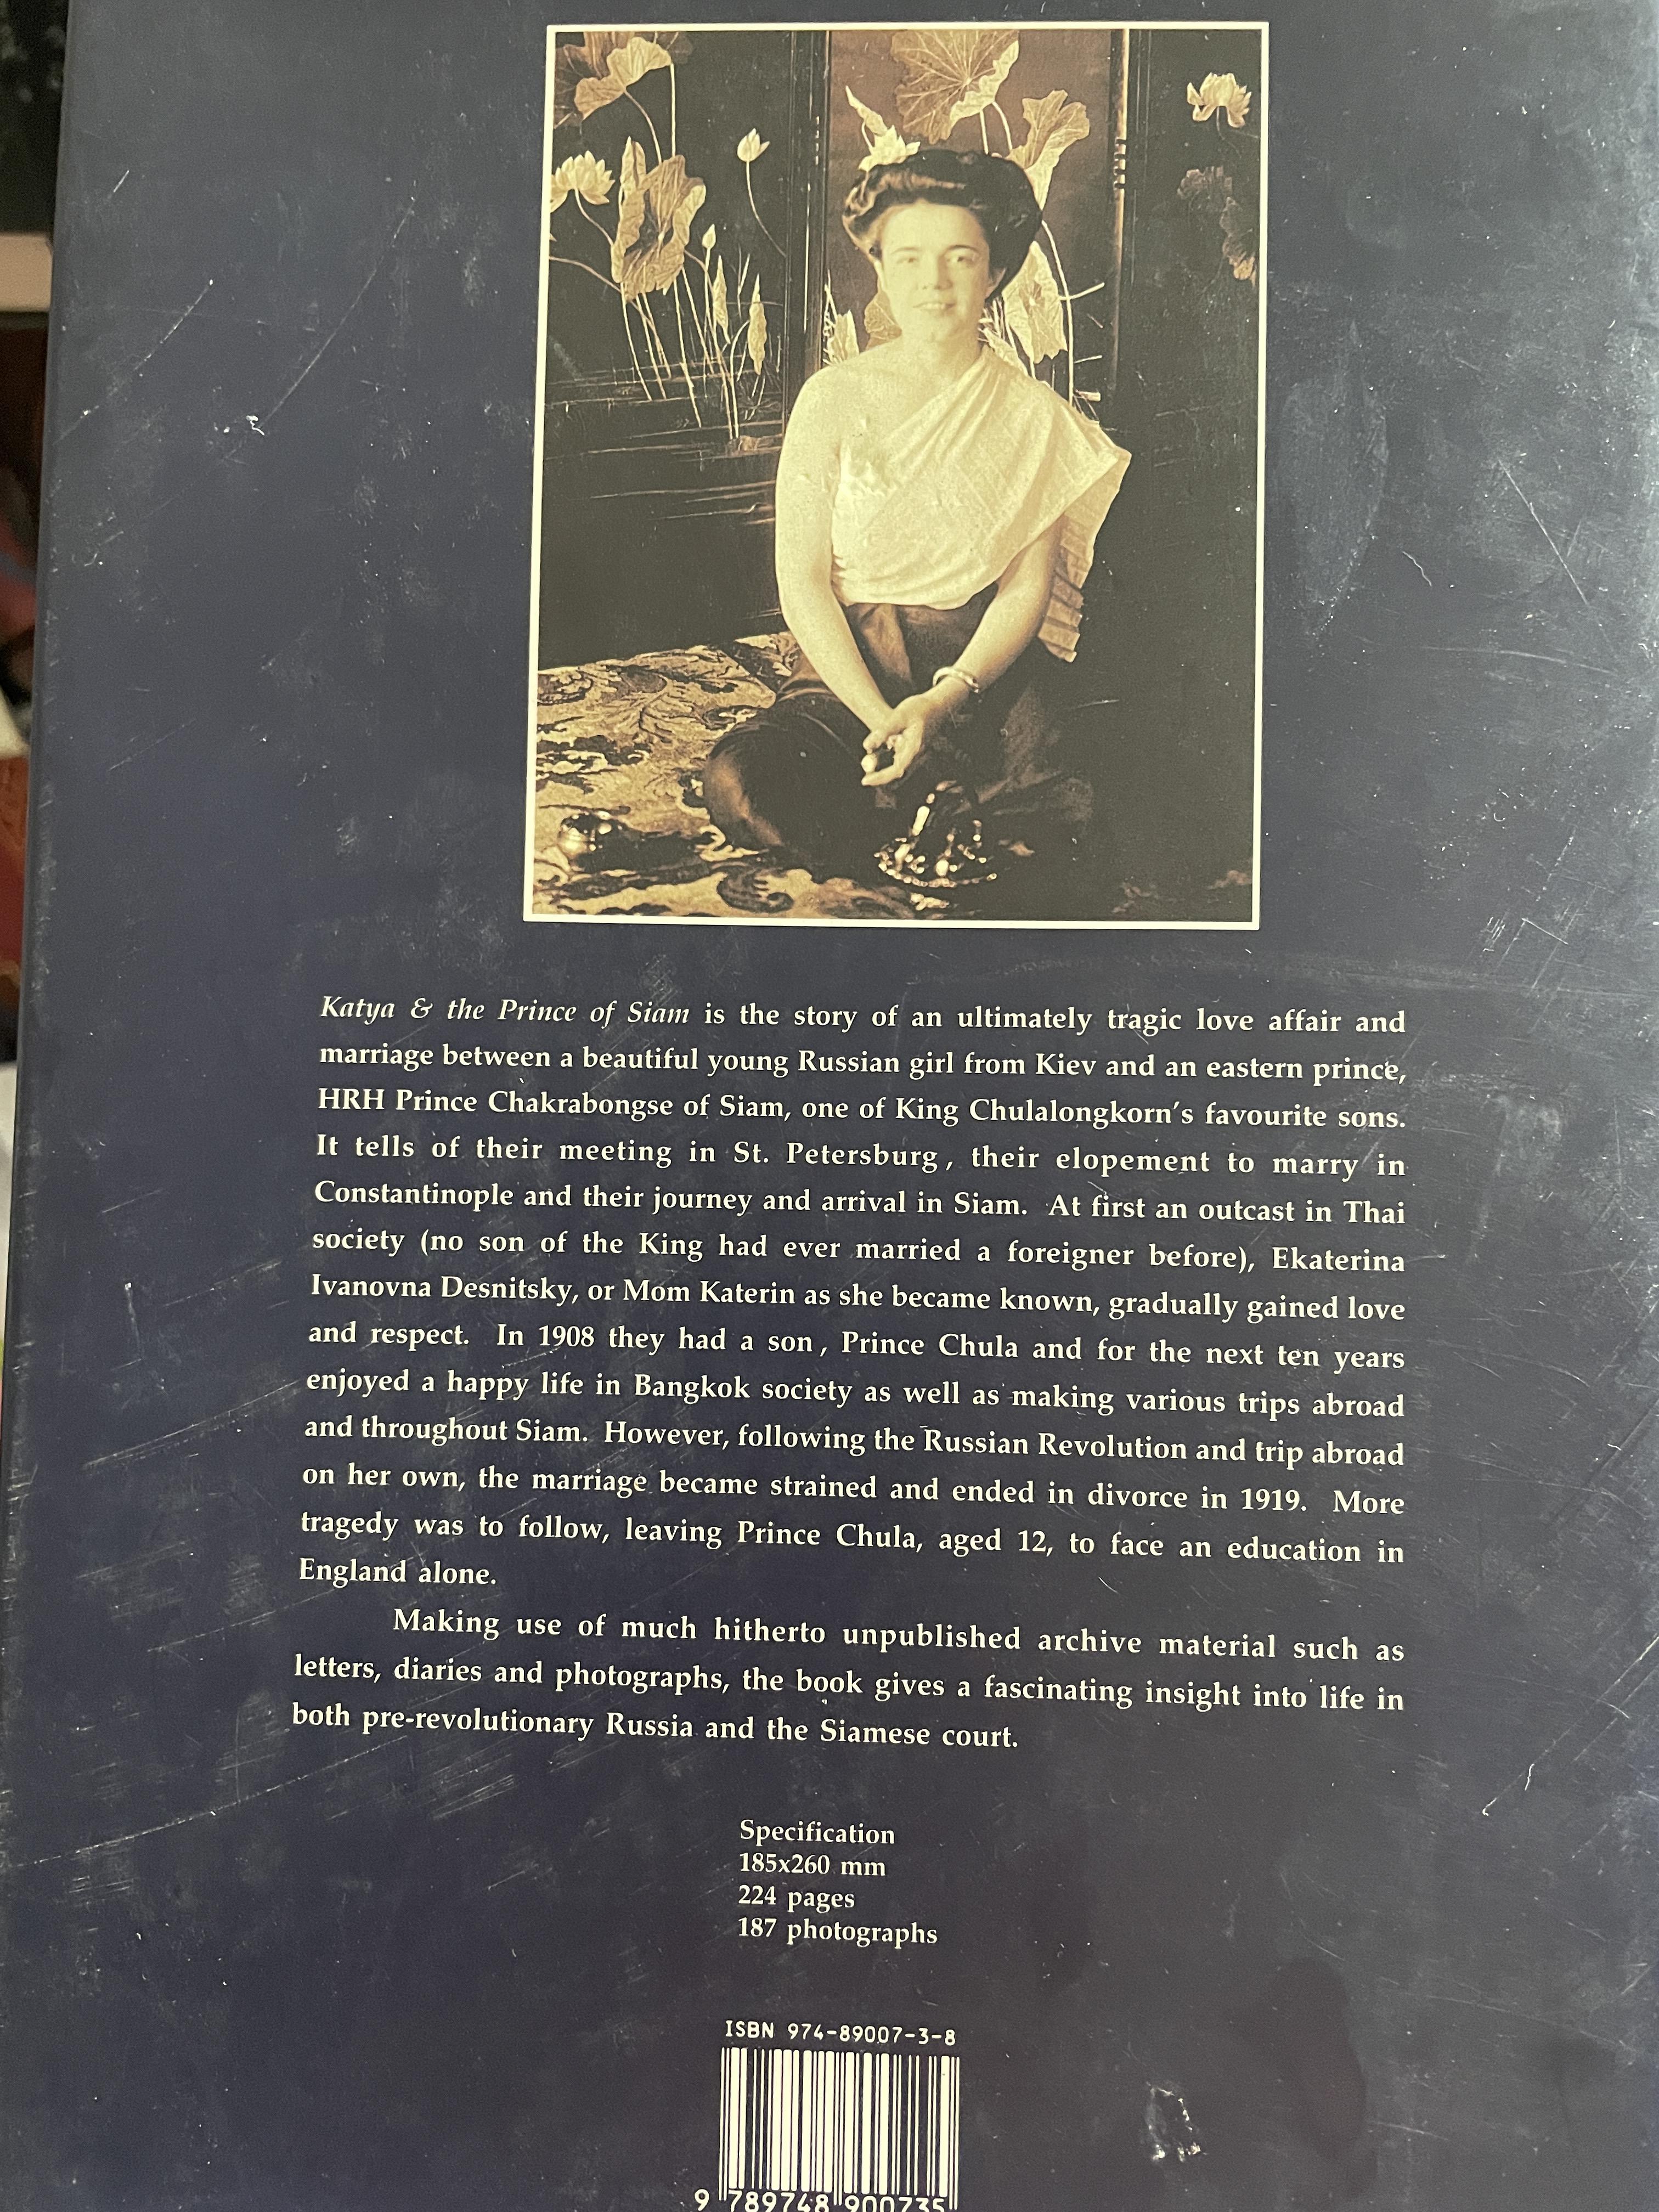 Katya & the Prince of Siam is the story of an ultimately tragic love affair and
marriage between a beautiful young Russian girl from Kiev and an eastern prince,
HRH Prince Chakrabongse of Siam, one of King Chulalongkorn's favourite sons.
It tells of their meeting in St. Petersburg, their elopement to marry in
Constantinople and their journey and arrival in Siam. At first an outcast in Thai
society (no son of the King had ever married a foreigner before), Ekaterina
Ivanovna Desnitsky, or Mom Katerin as she became known, gradually gained love
and respect. In 1908 they had a son, Prince Chula and for the next ten years
enjoyed a happy life in Bangkok society as well as making various trips abroad
and throughout Siam. However, following the Russian Revolution and trip abroad
on her own, the marriage became strained and ended in divorce in 1919. More
tragedy was to follow, leaving Prince Chula, aged 12, to face an education in
England alone.
Making use of much hitherto unpublished archive material such as
letters, diaries and photographs, the book gives a fascinating insight into life in
both pre-revolutionary Russia and the Siamese court.
Specification
185x260 mm
224 pages
187 photographs
ISBN 974-89007-3-8
9 789748 900735